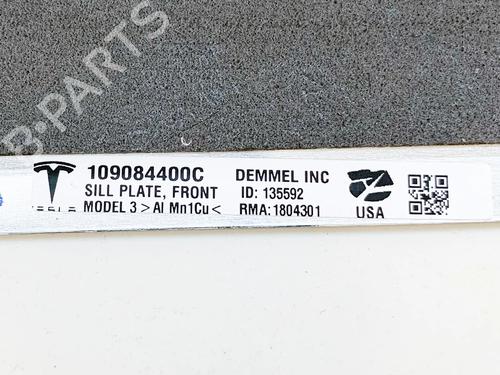 B-PARTS
109084400C
SILL PLATE, FRONT
MODEL 3 >Al Mn1Cu<
DEMMEL INC
ID: 135592
RMA:1804301
USA